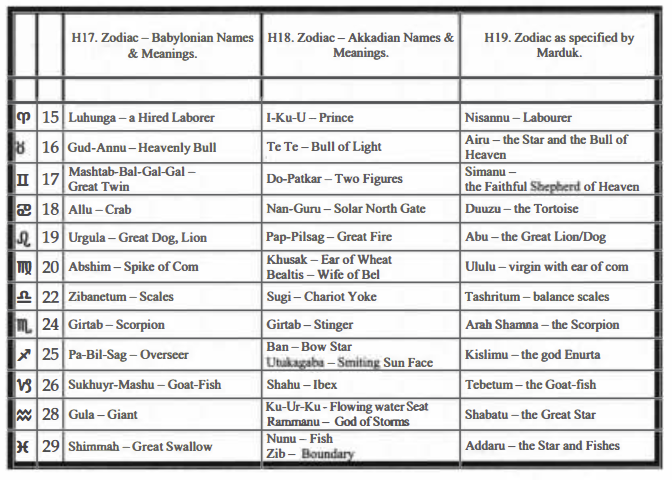 H17. Zodiac – Babylonian Names & Meanings. H18. Zodiac – Akkadian Names & Meanings. H19. Zodiac as specified by Marduk.
♈ 15 Luhunga – a Hired Laborer I-Ku-U – Prince Nisannu – Labourer
♉ 16 Gud-Annu – Heavenly Bull Te Te – Bull of Light Airu – the Star and the Bull of Heaven
♊ 17 Mashtab-Bal-Gal-Gal – Great Twin Do-Patkar – Two Figures Simanu – the Faithful Shepherd of Heaven
♋ 18 Allu – Crab Nan-Guru – Solar North Gate Duuzu – the Tortoise
♌ 19 Urgula – Great Dog, Lion Pap-Pilsag – Great Fire Abu – the Great Lion/Dog
♍ 20 Abshim – Spike of Com Khusak – Ear of Wheat Bealtis – Wife of Bel Ululu – virgin with ear of com
♎ 22 Zibanetum – Scales Sugi – Chariot Yoke Tashritum – balance scales
♏ 24 Girtab – Scorpion Girtab – Stinger Arah Shamna – the Scorpion
♐ 25 Pa-Bil-Sag – Overseer Ban – Bow Star Utukagaba – Smiting Sun Face Kislimu – the god Enurta
♑ 26 Sukhuyr-Mashu – Goat-Fish Shahu – Ibex Tebetum – the Goat-fish
♒ 28 Gula – Giant Ku-Ur-Ku - Flowing water Seat Rammanu – God of Storms Shabatu – the Great Star
♓ 29 Shimmah – Great Swallow Nunu – Fish Zib – Boundary Addaru – the Star and Fishes